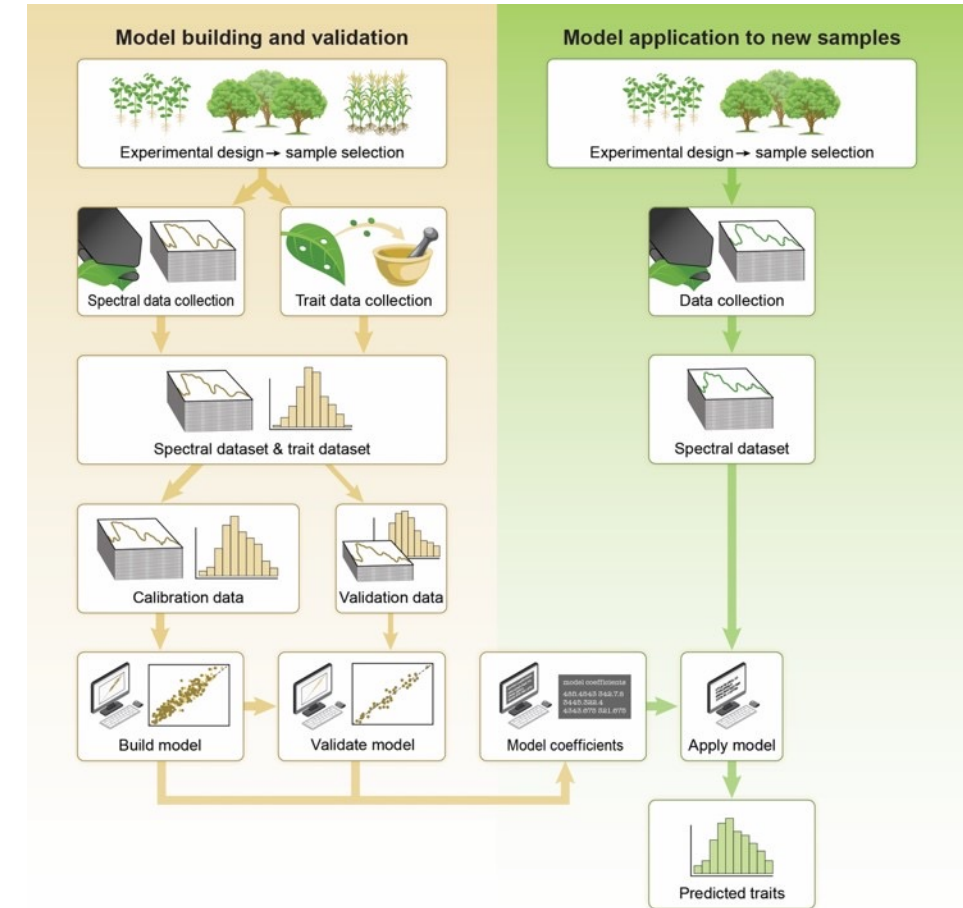 Model building and validation
Experimental design → sample selection
Spectral data collection
Trait data collection
Spectral dataset & trait dataset
Calibration data
Validation data
Build model
Validate model
Model application to new samples
Experimental design → sample selection
Data collection
Spectral dataset
model coefficients
Model coefficients
Apply model
Predicted traits